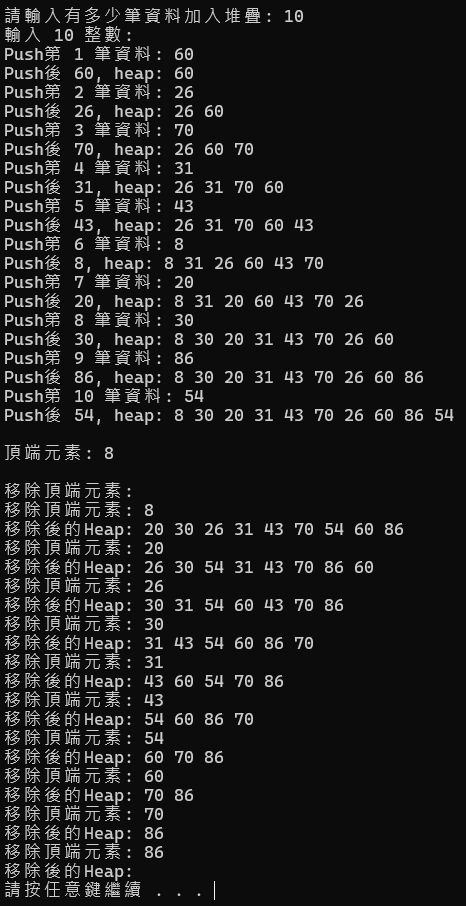 請輸入有多少筆資料加入堆疊: 10
輸入 10 整數:
Push第 1 筆資料: 60
Push後 60, heap: 60
Push第 2 筆資料: 26
Push後 26, heap: 26 60
Push第 3 筆資料: 70
Push後 70, heap: 26 60 70
Push第 4 筆資料: 31
Push後 31, heap: 26 31 70 60
Push第 5 筆資料: 43
Push後 43, heap: 26 31 70 60 43
Push第 6 筆資料: 8
Push後 8, heap: 8 31 26 60 43 70
Push第 7 筆資料: 20
Push後 20, heap: 8 31 20 60 43 70 26
Push第 8 筆資料: 30
Push後 30, heap: 8 30 20 31 43 70 26 60
Push第 9 筆資料: 86
Push後 86, heap: 8 30 20 31 43 70 26 60 86
Push第 10 筆資料: 54
Push後 54, heap: 8 30 20 31 43 70 26 60 86 54
頂端元素: 8
移除頂端元素:
移除頂端元素: 8
移除後的Heap: 20 30 26 31 43 70 54 60 86
移除頂端元素: 20
移除後的Heap: 26 30 54 31 43 70 86 60
移除頂端元素: 26
移除後的Heap: 30 31 54 60 43 70 86
移除頂端元素: 30
移除後的Heap: 31 43 54 60 86 70
移除頂端元素: 31
移除後的Heap: 43 60 54 70 86
移除頂端元素: 43
移除後的Heap: 54 60 86 70
移除頂端元素: 54
移除後的Heap: 60 70 86
移除頂端元素: 60
移除後的Heap: 70 86
移除頂端元素: 70
移除後的Heap: 86
移除頂端元素: 86
移除後的Heap:
請按任意鍵繼續 . . .